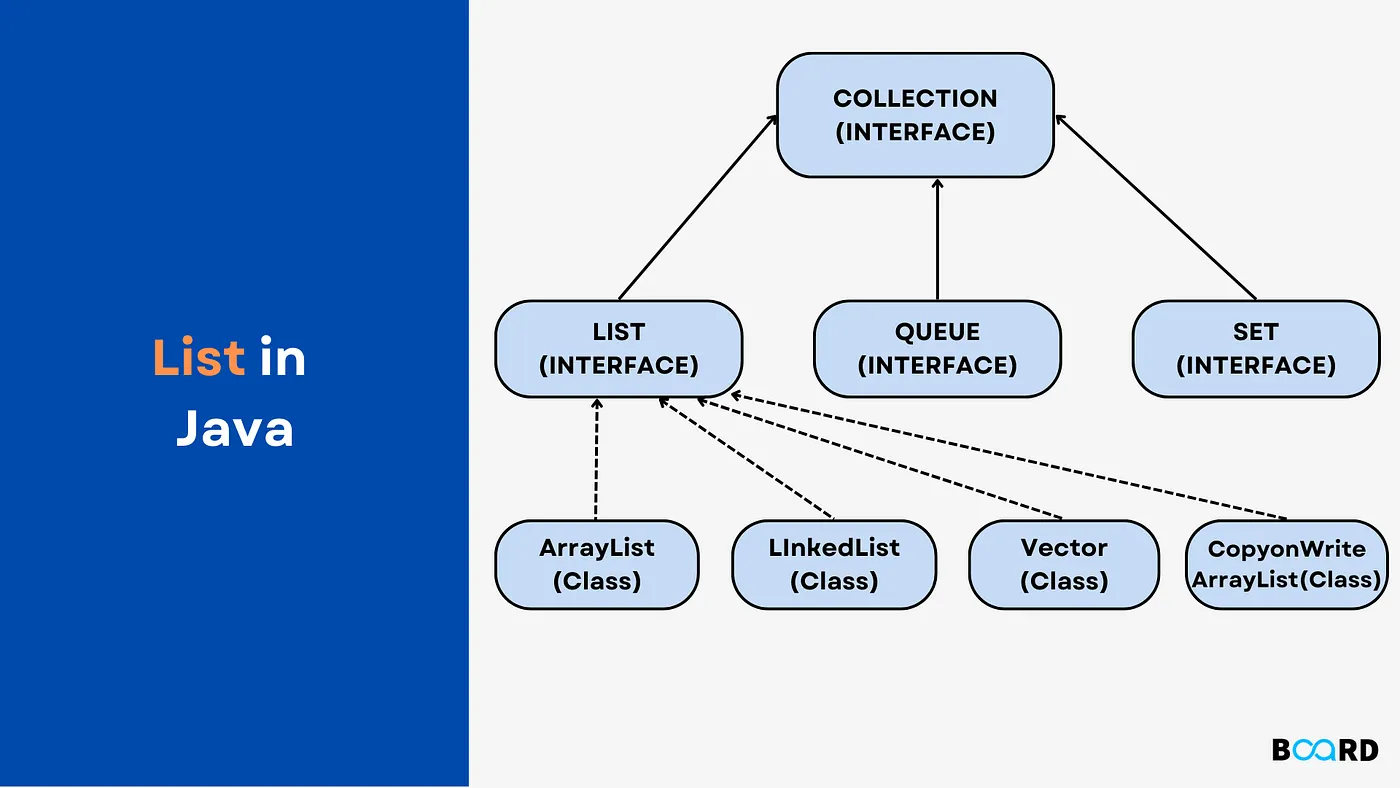 List in
Java
COLLECTION
(INTERFACE)
LIST
(INTERFACE)
QUEUE
(INTERFACE)
SET
(INTERFACE)
ArrayList
(Class)
LInkedList
(Class)
Vector
(Class)
CopyonWrite
ArrayList(Class)
BOARD